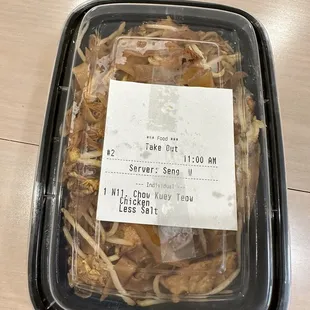 *** Food ***
Take Out
#2 11:00 AM
Server: Seng
--- Individual ---
1 N11. Chow Kuey Teow
Chicken
Less Salt